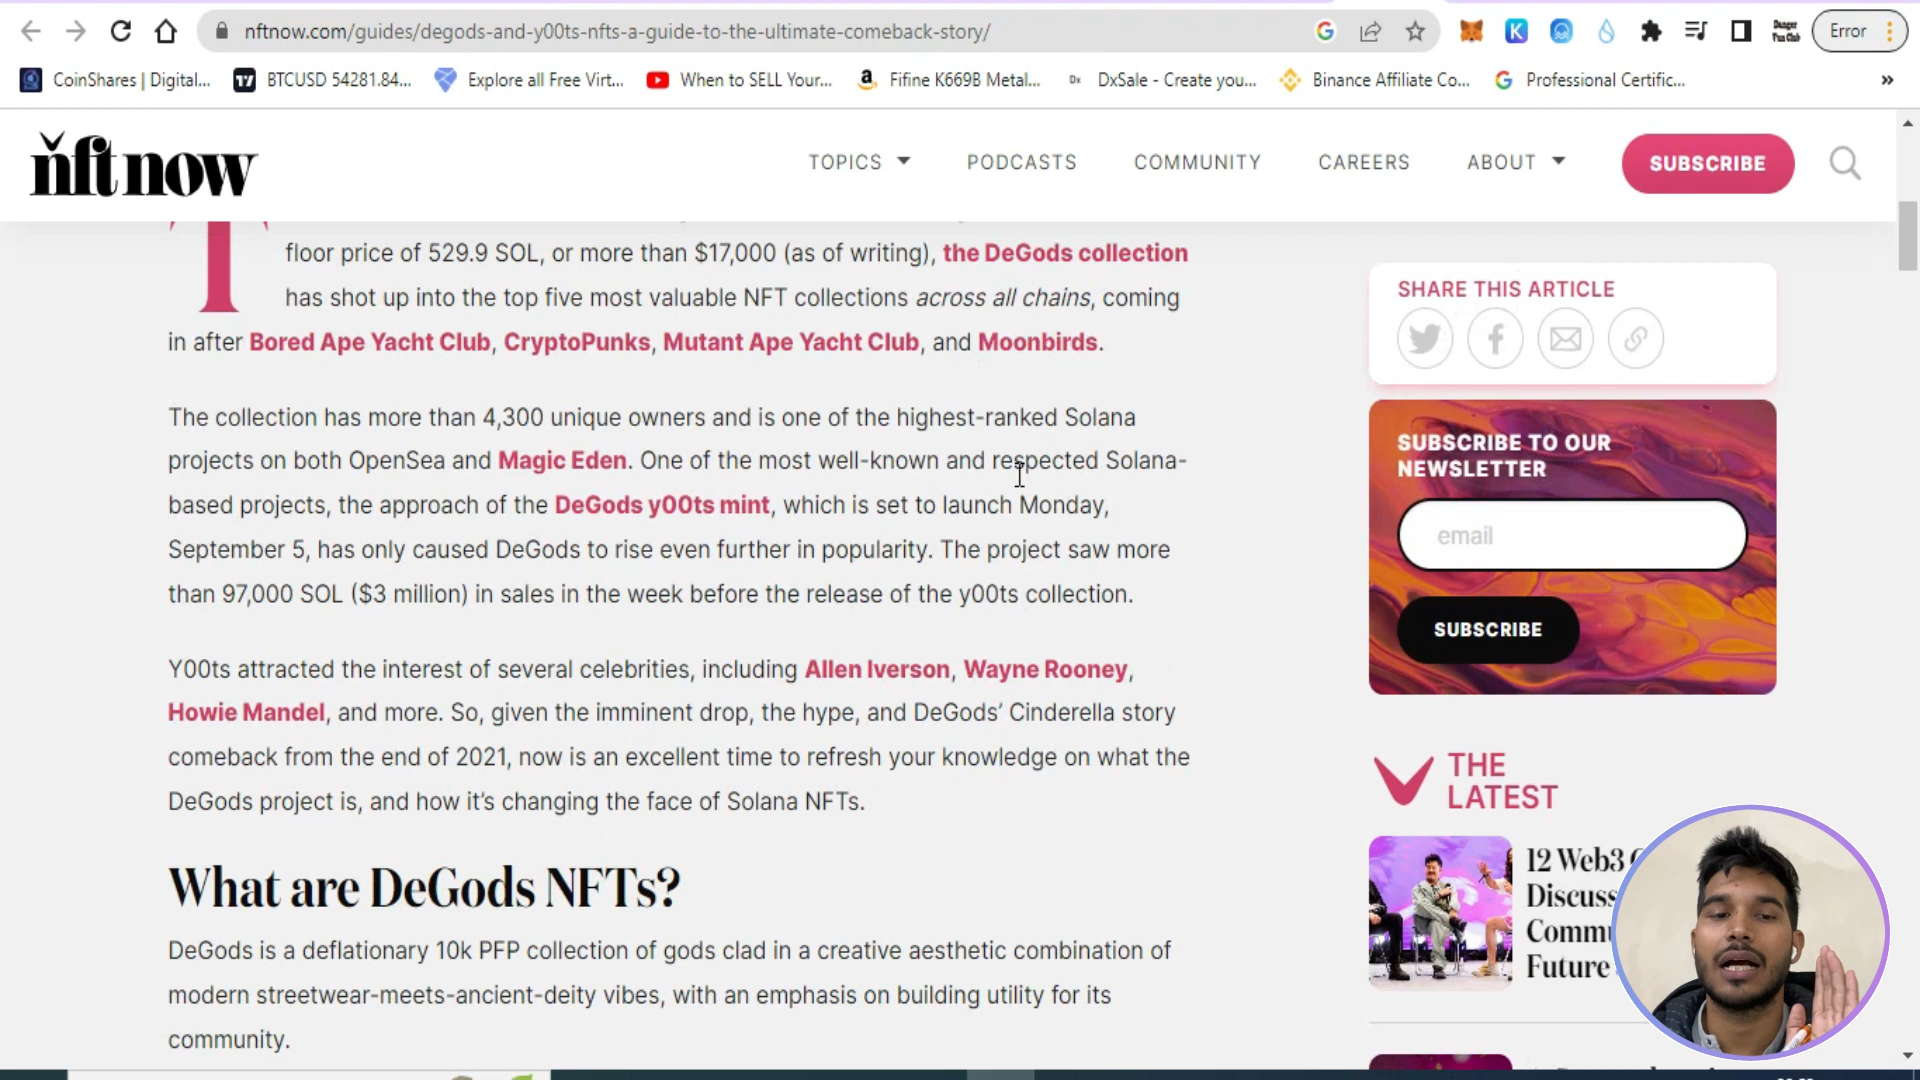 nftnow.com/guides/degods-and-y00ts-nfts-a-guide-to-the-ultimate-comeback-story/
Error
CoinShares | Digital...
BTCUSD 54281.84...
Explore all Free Virt...
When to SELL Your...
Fifine K669B Metal...
DxSale - Create you...
Binance Affiliate Co...
Professional Certific...
»
nft now
TOPICS
PODCASTS
COMMUNITY
CAREERS
ABOUT
SUBSCRIBE
T
floor price of 529.9 SOL, or more than $17,000 (as of writing), the DeGods collection
has shot up into the top five most valuable NFT collections across all chains, coming
in after Bored Ape Yacht Club, CryptoPunks, Mutant Ape Yacht Club, and Moonbirds.
The collection has more than 4,300 unique owners and is one of the highest-ranked Solana
projects on both OpenSea and Magic Eden. One of the most well-known and respected Solana-
based projects, the approach of the DeGods y00ts mint, which is set to launch Monday,
September 5, has only caused DeGods to rise even further in popularity. The project saw more
than 97,000 SOL ($3 million) in sales in the week before the release of the y00ts collection.
Y00ts attracted the interest of several celebrities, including Allen Iverson, Wayne Rooney,
Howie Mandel, and more. So, given the imminent drop, the hype, and DeGods’ Cinderella story
comeback from the end of 2021, now is an excellent time to refresh your knowledge on what the
DeGods project is, and how it’s changing the face of Solana NFTs.
What are DeGods NFTs?
DeGods is a deflationary 10k PFP collection of gods clad in a creative aesthetic combination of
modern streetwear-meets-ancient-deity vibes, with an emphasis on building utility for its
community.
SHARE THIS ARTICLE
SUBSCRIBE TO OUR
NEWSLETTER
email
SUBSCRIBE
THE
LATEST
12 Web3
Discuss
Future